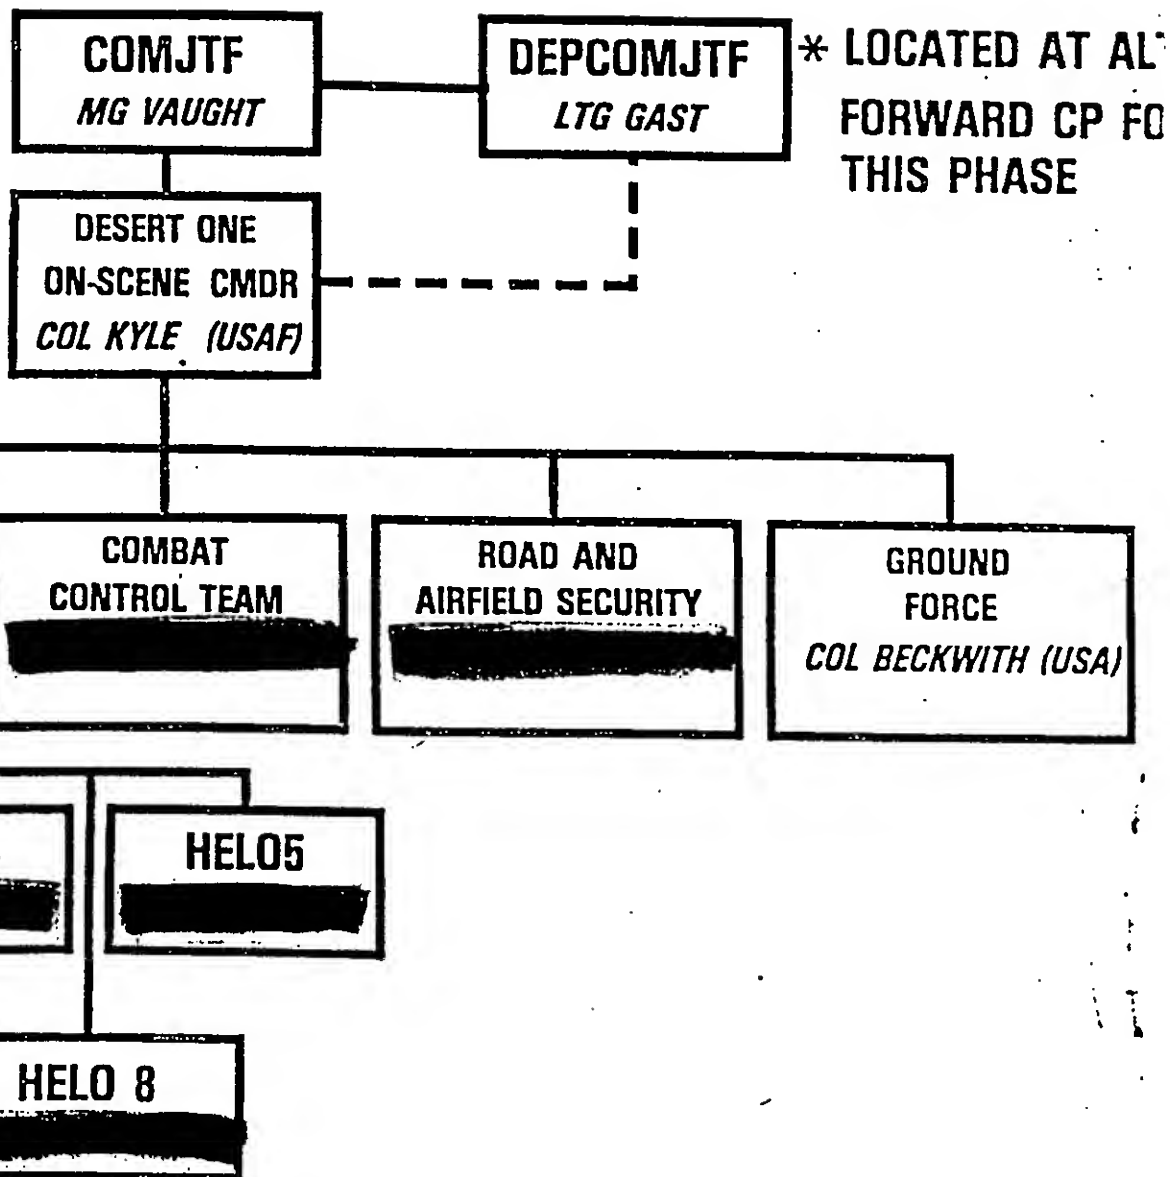 COMJTF
MG VAUGHT
DEPCOMJTF
LTG GAST
* LOCATED AT
FORWARD CP
THIS PHASE
DESERT ONE
ON-SCENE CMDR
COL KYLE (USAF)
COMBAT
CONTROL TEAM
ROAD AND
AIRFIELD SECURITY
GROUND
FORCE
COL BECKWITH (USA)
HELO5
HELO 8